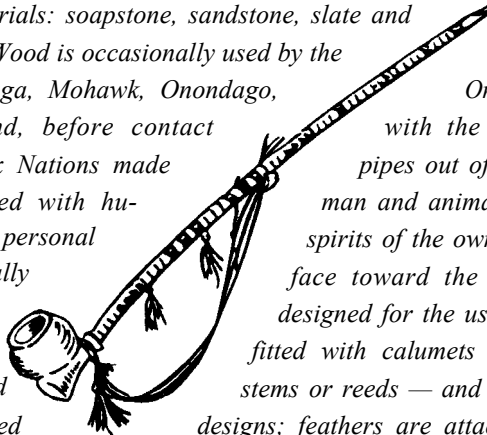 rials: soapstone, sandstone, slate and
Wood is occasionally used by the
ga, Mohawk, Onondago, On
nd, before contact with the
x Nations made pipes out of
ed with hu- man and anima
personal spirits of the own
ally face toward the
designed for the us
fitted with calumets
d stems or reeds — and
ed designs: feathers are attac